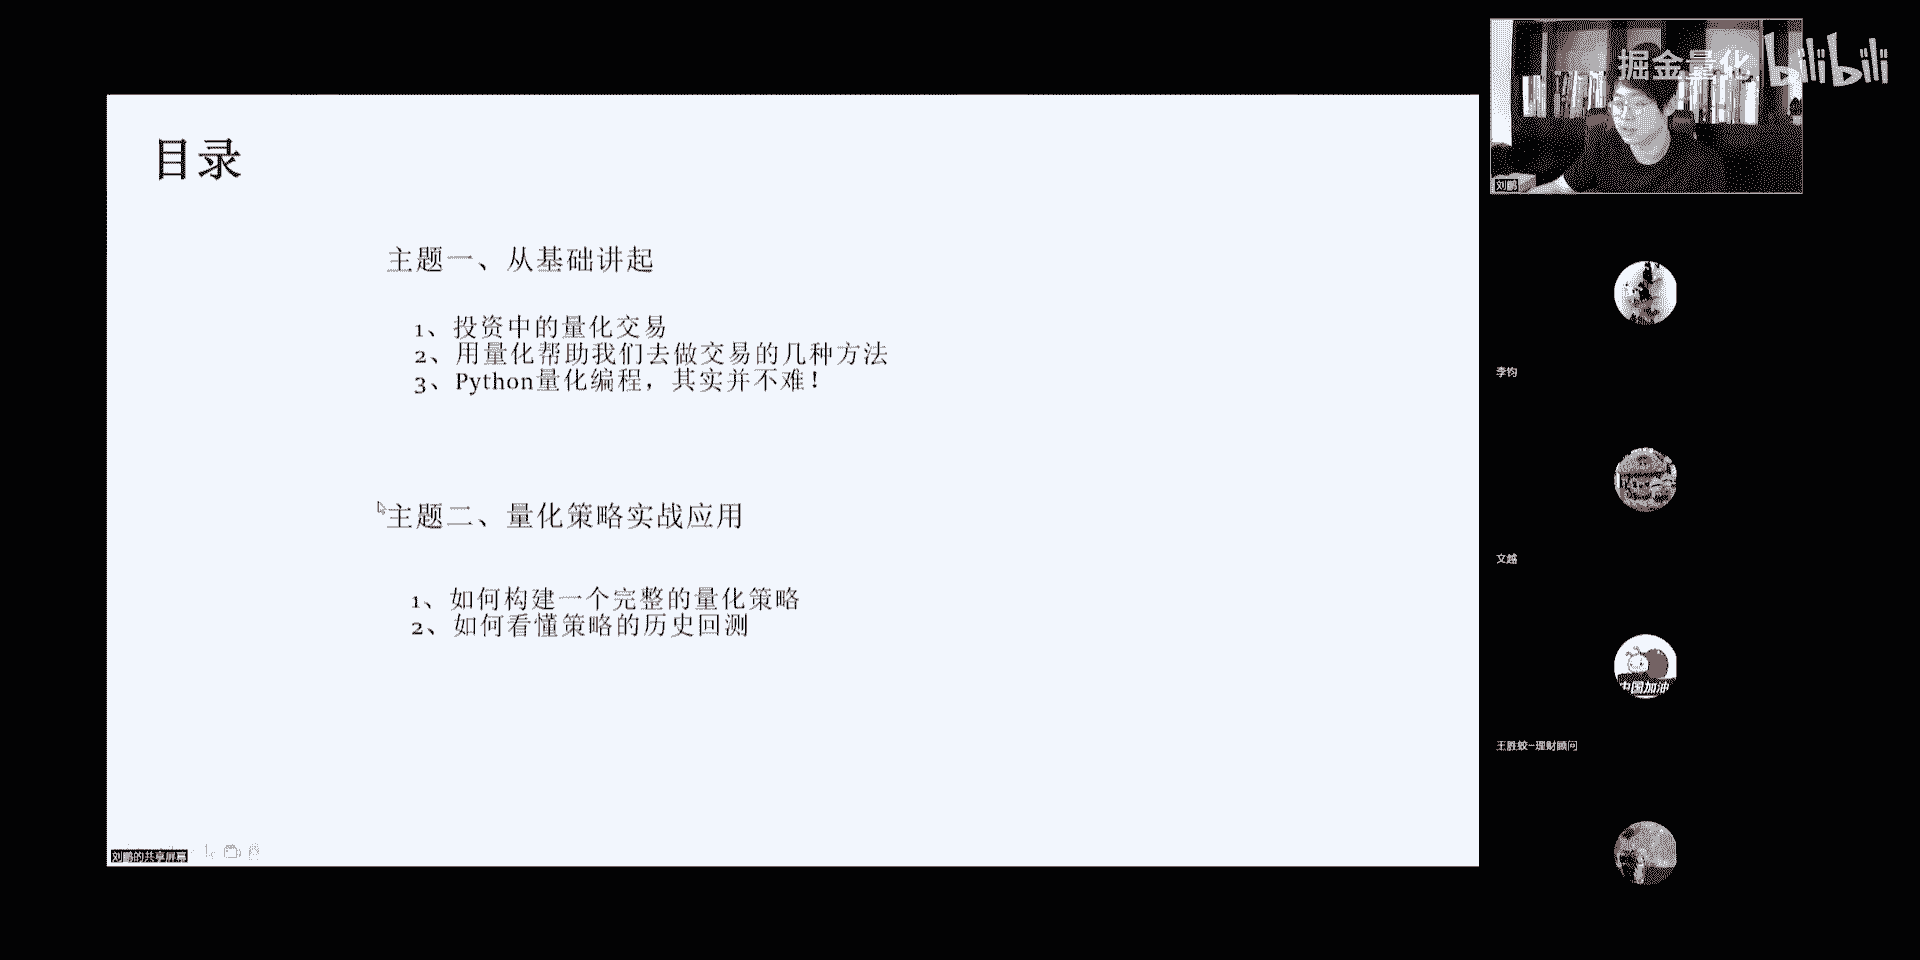 目录
主题一、从基础讲起
1、投资中的量化交易
2、用量化帮助我们去做交易的几种方法
3、Python量化编程，其实并不难！
主题二、量化策略实战应用
1、如何构建一个完整的量化策略
2、如何看懂策略的历史回测
刘鹏的共享屏幕
掘金量化 bilibili
刘鹏
李钧
文越
中国加油
王胜蛟-理财顾问